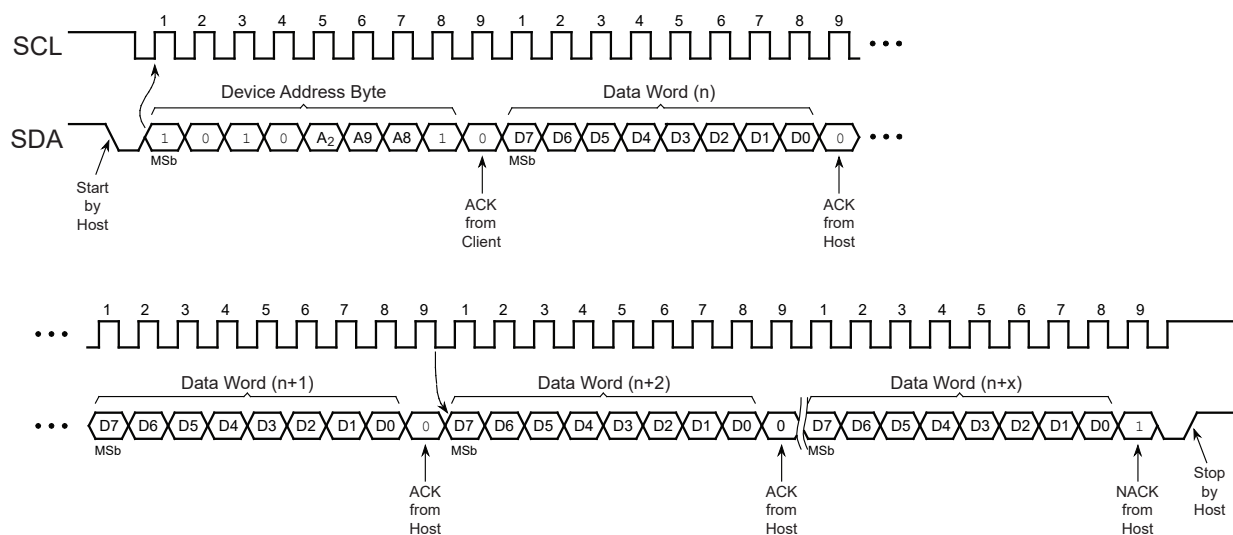 1 2 3 4 5 6 7 8 9 1 2 3 4 5 6 7 8 9
SCL
Device Address Byte Data Word (n)
SDA 1 0 1 0 A2 A9 A8 1 0 D7 D6 D5 D4 D3 D2 D1 D0 0
MSb MSb
Start
by
Host
ACK
from
Client
ACK
from
Host
1 2 3 4 5 6 7 8 9 1 2 3 4 5 6 7 8 9 1 2 3 4 5 6 7 8 9
Data Word (n+1) Data Word (n+2) Data Word (n+x)
D7 D6 D5 D4 D3 D2 D1 D0 0 D7 D6 D5 D4 D3 D2 D1 D0 0 D7 D6 D5 D4 D3 D2 D1 D0 1
MSb MSb MSb
ACK
from
Host
ACK
from
Host
NACK
from
Host
Stop
by
Host